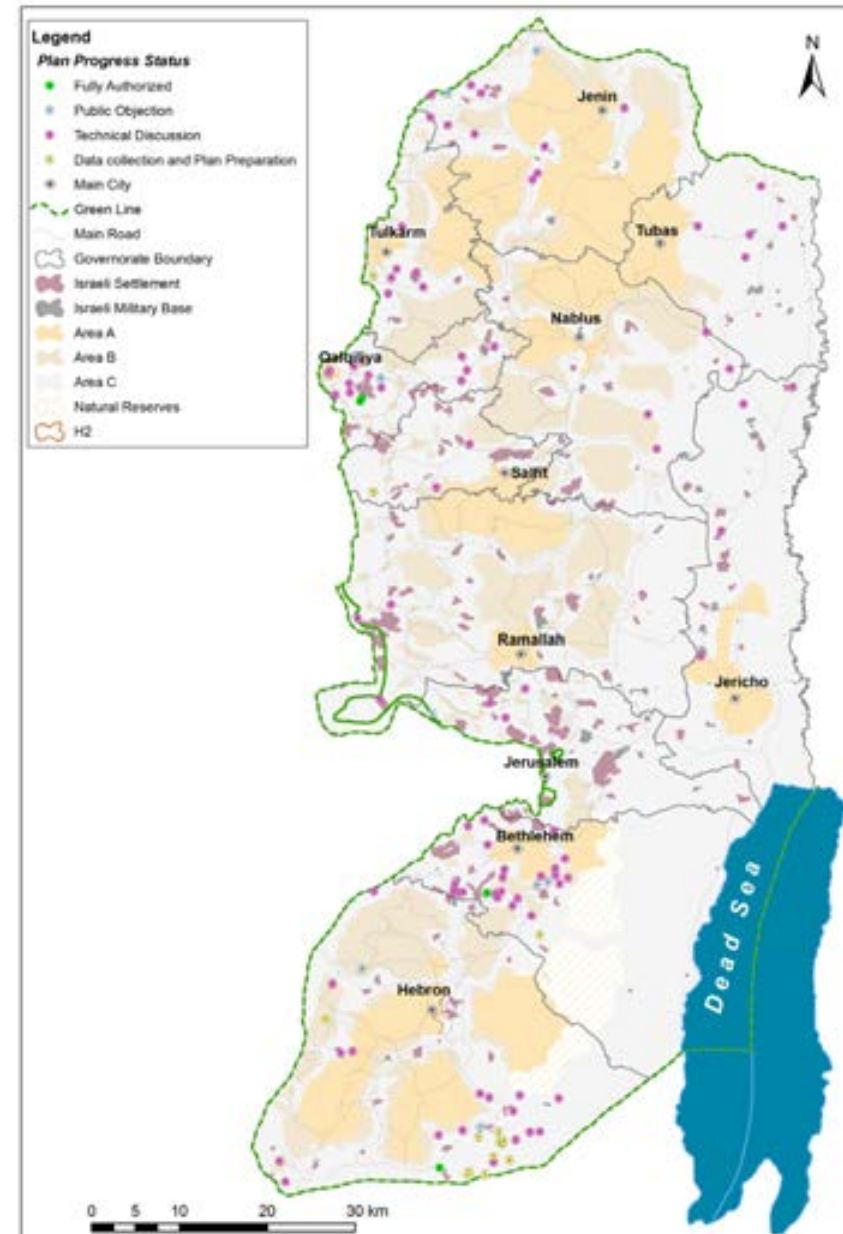 Legend
Plan Progress Status
Fully Authorized
Public Objection
Technical Discussion
Data collection and Plan Preparation
Main City
Green Line
Main Road
Governorate Boundary
Israeli Settlement
Israeli Military Base
Area A
Area B
Area C
Natural Reserves
H2
N
Jenin
Tulkarm
Tubas
Nablus
Qalqiliya
Salfit
Ramallah
Jericho
Jerusalem
Bethlehem
Dead Sea
Hebron
0 5 10 20 30 km